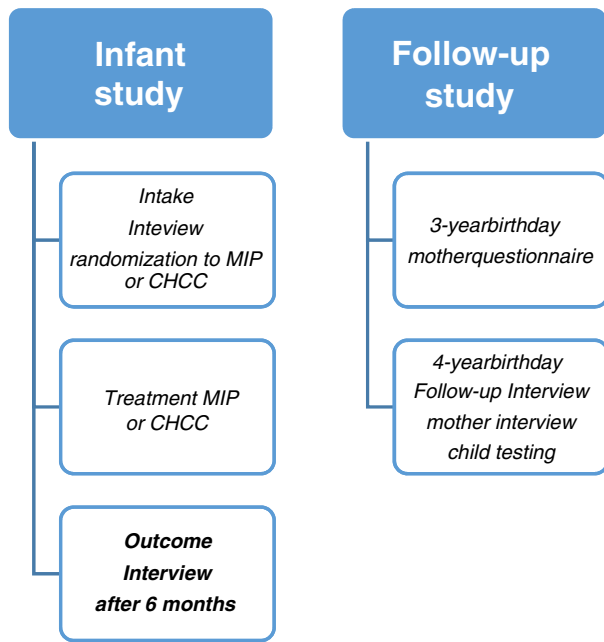 Infant
study
Intake
Inteview
randomization to MIP
or CHCC
Treatment MIP
or CHCC
Outcome
Interview
after 6 months
Follow-up
study
3-yearbirthday
motherquestionnaire
4-yearbirthday
Follow-up Interview
mother interview
child testing